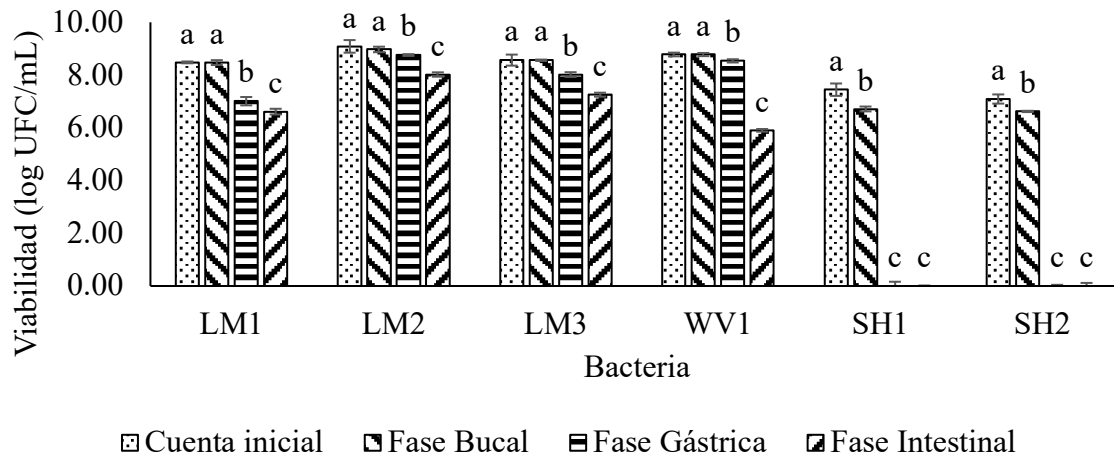 Viabilidad (log UFC/mL)
10.00
8.00
6.00
4.00
2.00
0.00
a a b c
a a b c
a a b c
a a b c
a b c c
a b c c
LM1 LM2 LM3 WV1 SH1 SH2
Bacteria
Cuenta inicial Fase Bucal Fase Gástrica Fase Intestinal